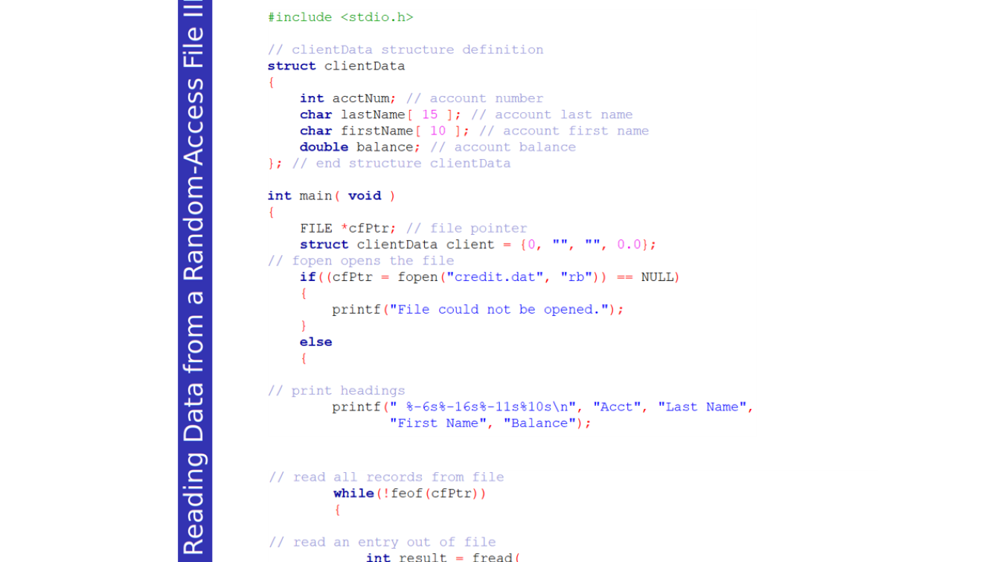 Reading Data from a Random-Access File III
#include <stdio.h>
// clientData structure definition
struct clientData
{
int acctNum; // account number
char lastName[ 15 ]; // account last name
char firstName[ 10 ]; // account first name
double balance; // account balance
}; // end structure clientData
int main( void )
{
FILE *cfPtr; // file pointer
struct clientData client = {0, "", "", 0.0};
// fopen opens the file
if((cfPtr = fopen("credit.dat", "rb")) == NULL)
{
printf("File could not be opened.");
}
else
{
// print headings
printf(" %-6s%-16s%-11s%10s\n", "Acct", "Last Name",
"First Name", "Balance");
// read all records from file
while(!feof(cfPtr))
{
// read an entry out of file
int result = fread(